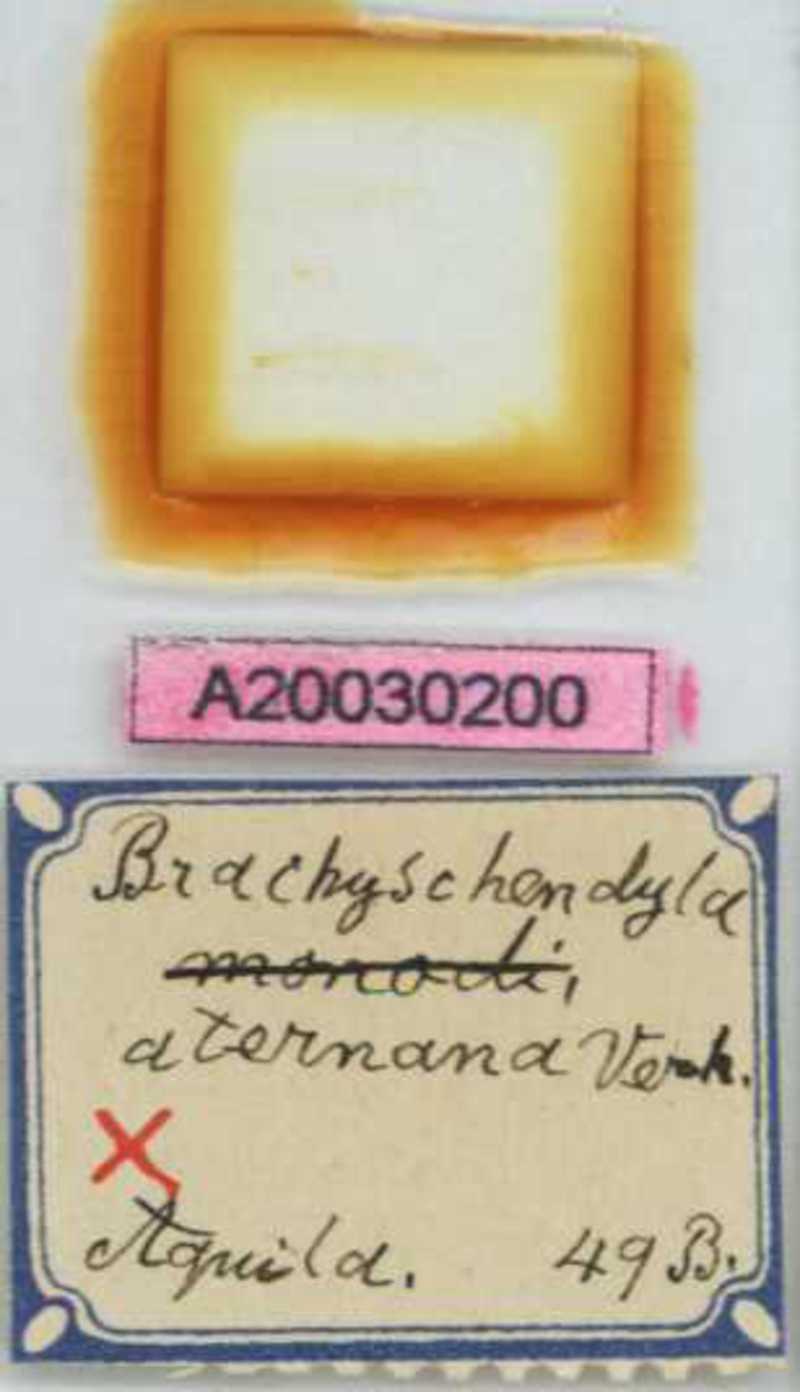 A20030200
Brachyschendyla
monodi,
aternana Verh.
X
Aquila. 49 B.